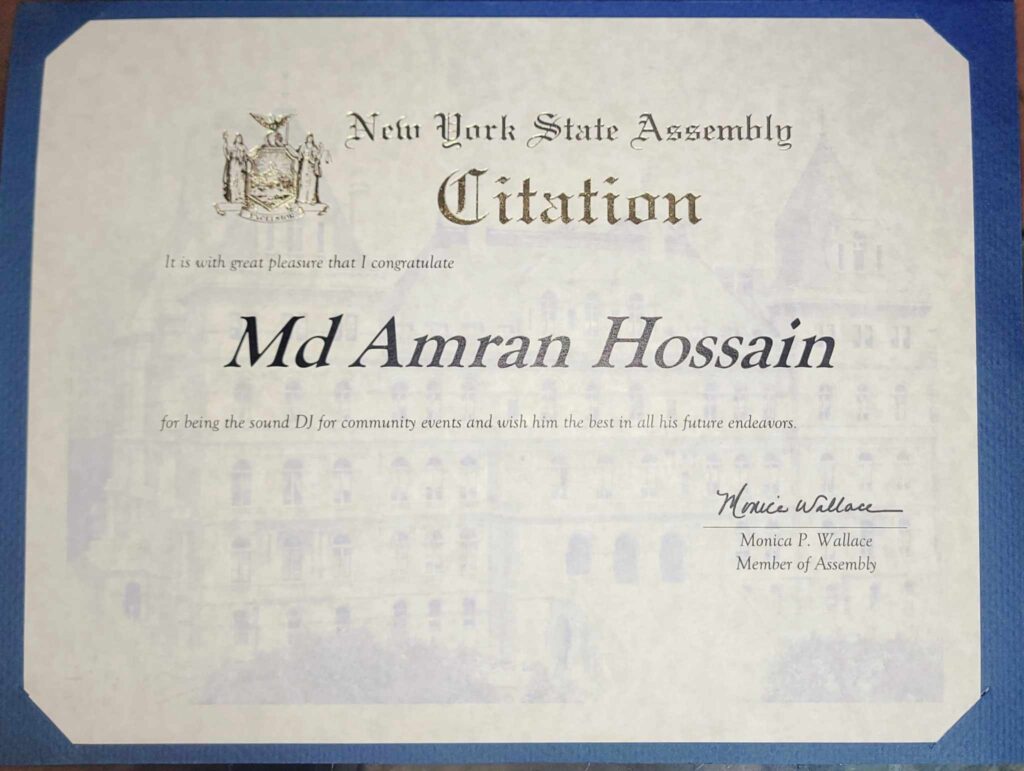 New York State Assembly
Citation
EXCELSIOR
It is with great pleasure that I congratulate
Md Amran Hossain
for being the sound DJ for community events and wish him the best in all his future endeavors.
Monica Wallace
Monica P. Wallace
Member of Assembly